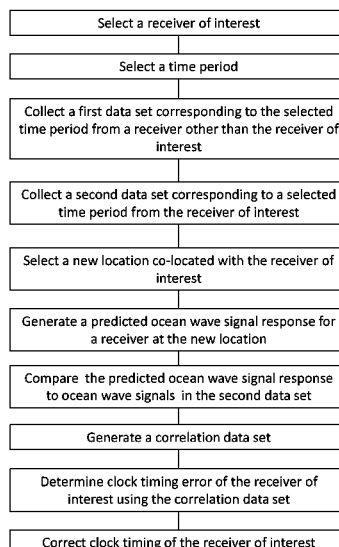 Select a receiver of interest
Select a time period
Collect a first data set corresponding to the selected
time period from a receiver other than the receiver of
interest
Collect a second data set corresponding to a selected
time period from the receiver of interest
Select a new location co-located with the receiver of
interest
Generate a predicted ocean wave signal response for
a receiver at the new location
Compare the predicted ocean wave signal response
to ocean wave signals in the second data set
Generate a correlation data set
Determine clock timing error of the receiver of
interest using the correlation data set
Correct clock timing of the receiver of interest